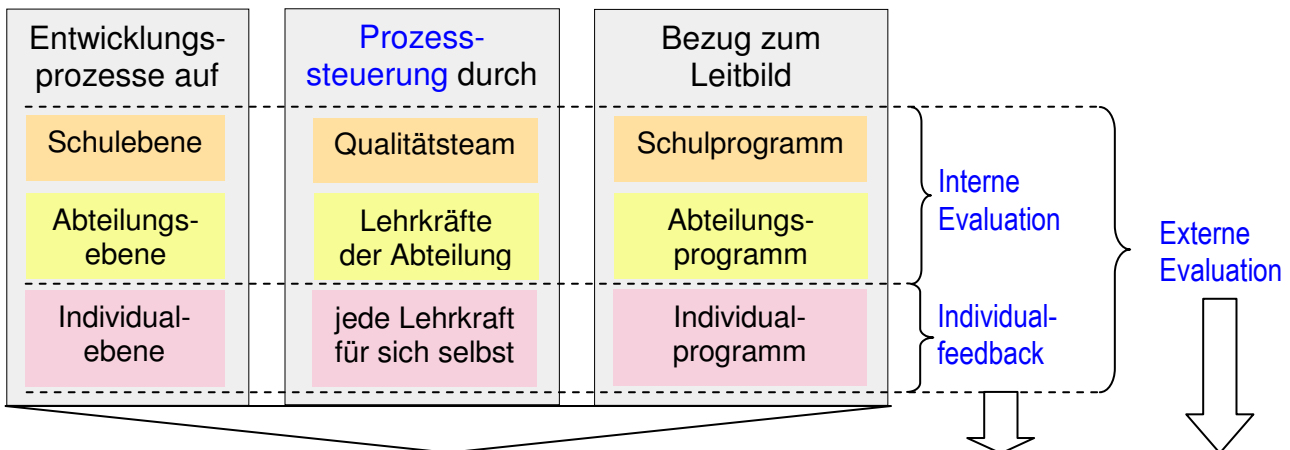 Entwicklungs-
prozesse auf
Prozess-
steuerung durch
Bezug zum
Leitbild
Schulebene
Qualitätsteam
Schulprogramm
Abteilungs-
ebene
Lehrkräfte
der Abteilung
Abteilungs-
programm
Individual-
ebene
jede Lehrkraft
für sich selbst
Individual-
programm
Interne
Evaluation
Individual-
feedback
Externe
Evaluation